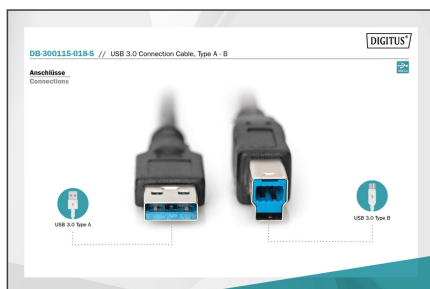 DIGITUS®
DB-300115-018-S // USB 3.0 Connection Cable, Type A - B
Anschlüsse
Connections
USB 3.0 Type A
USB 3.0 Type B